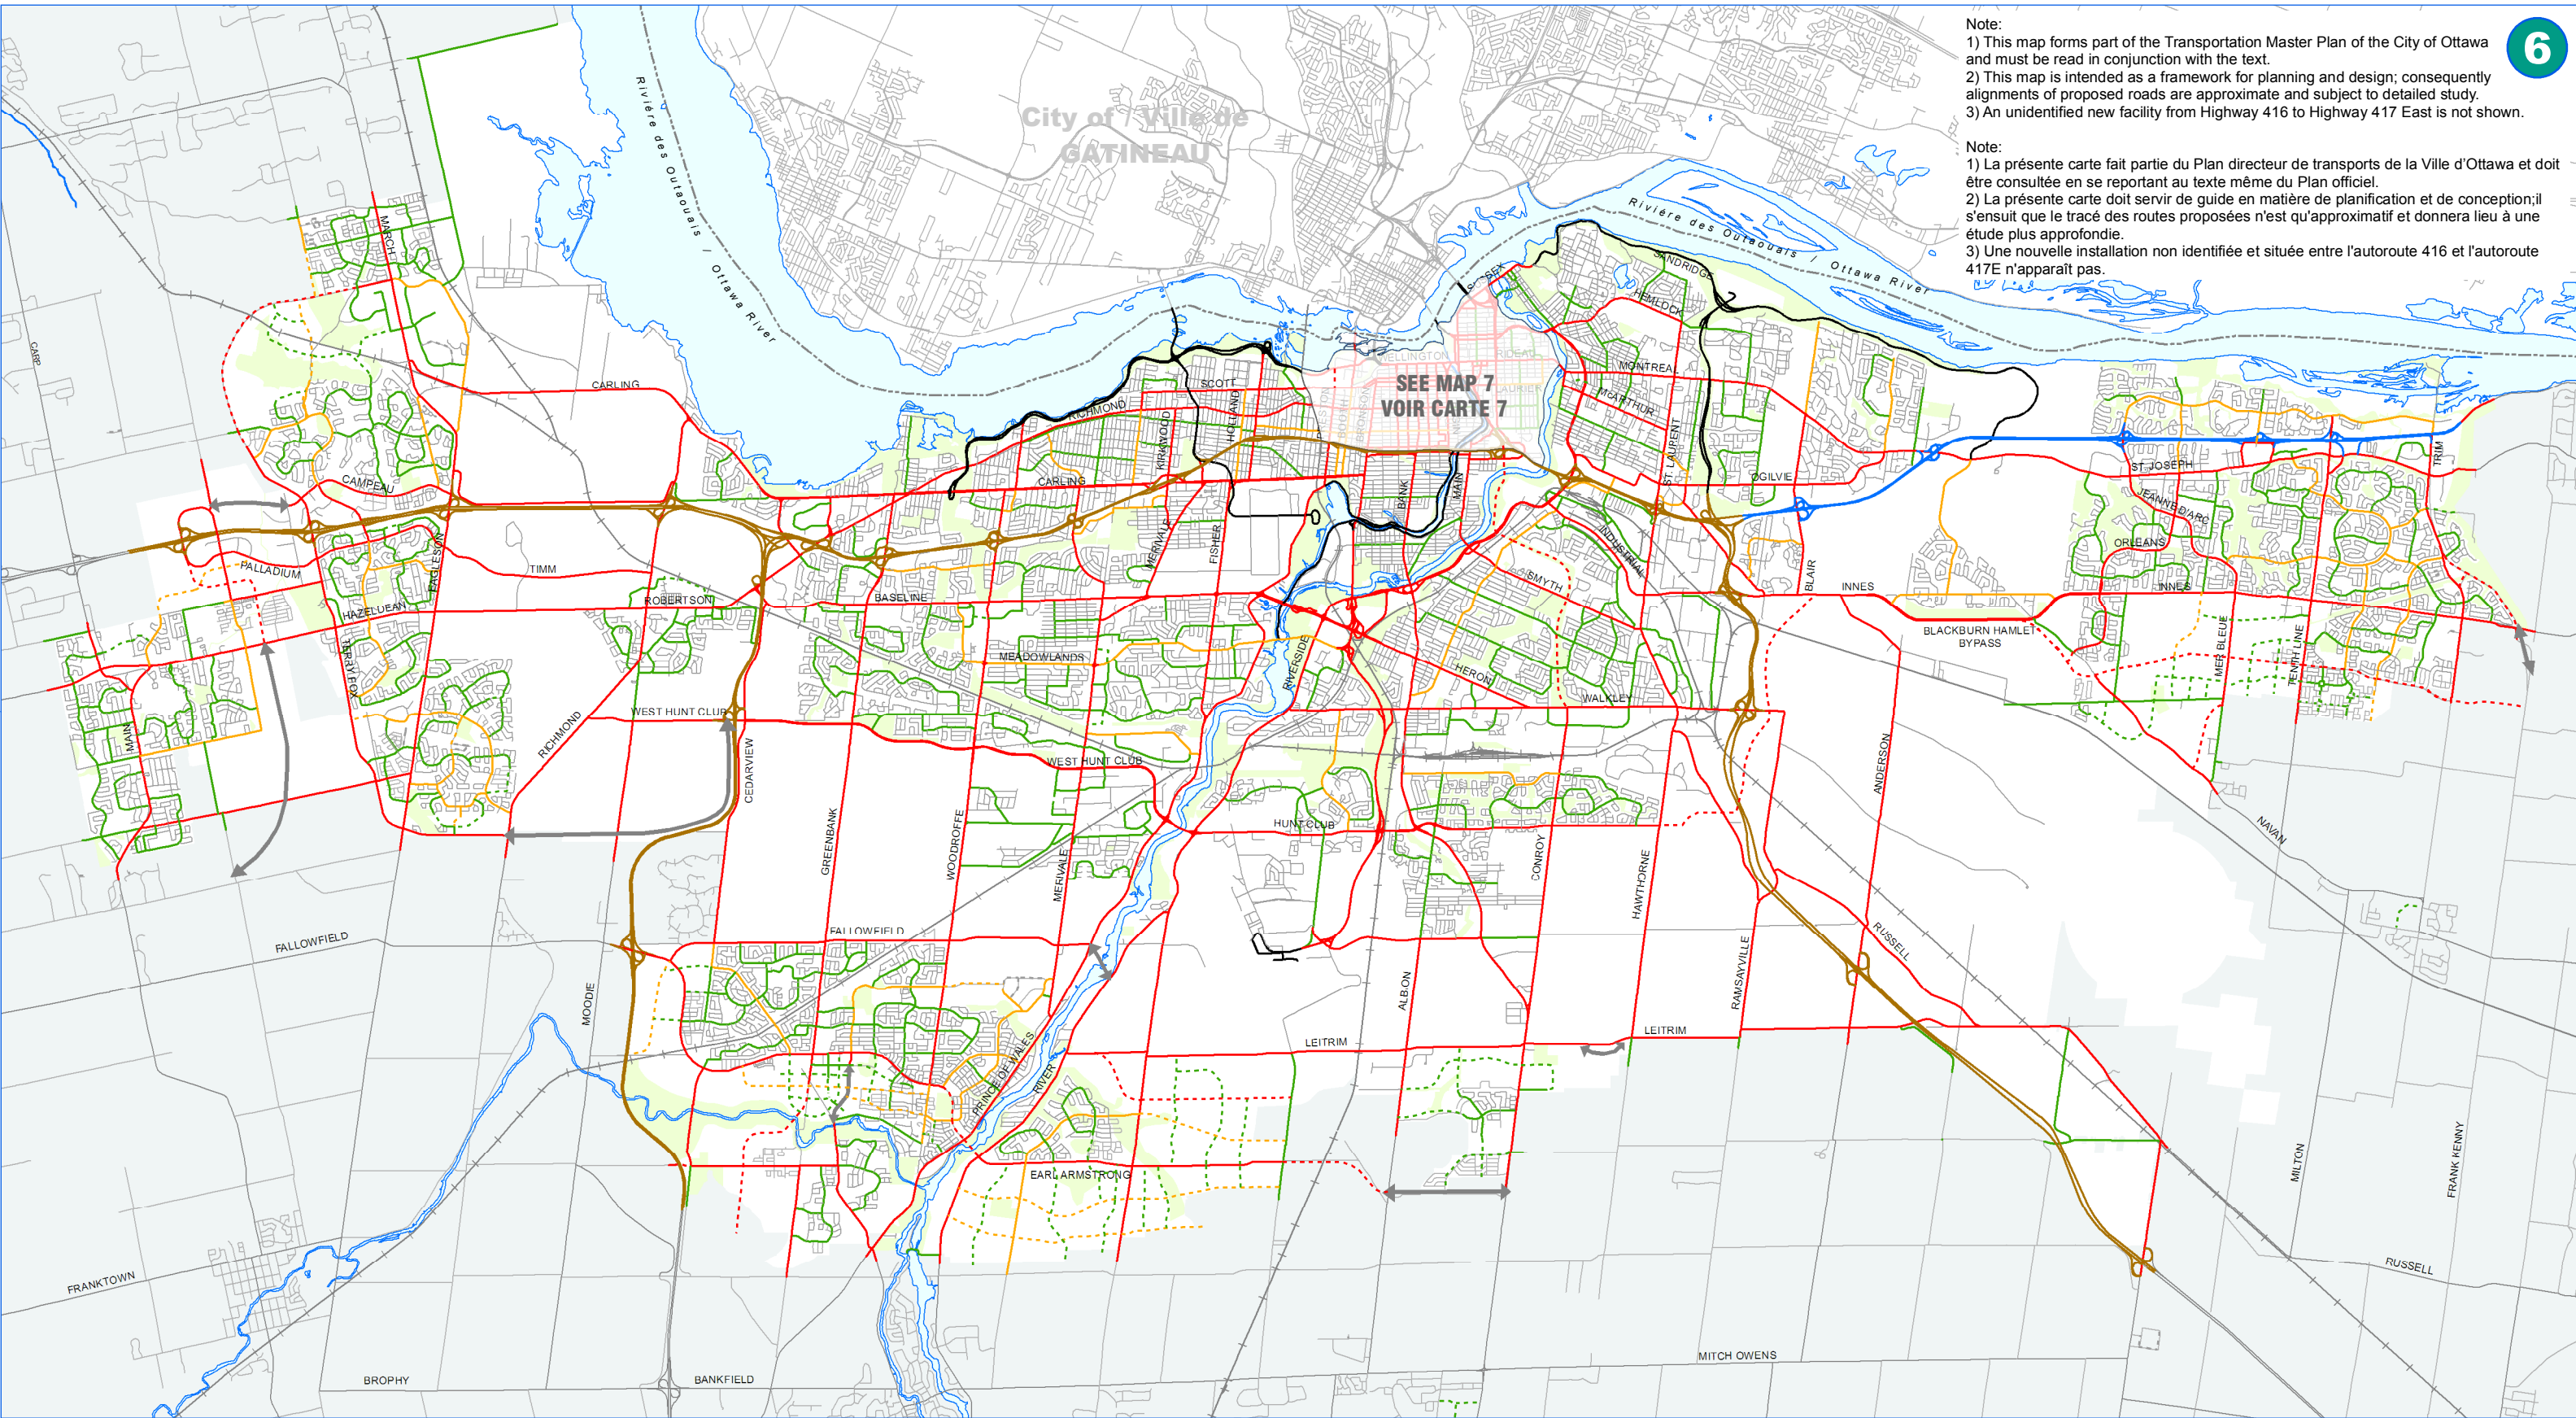 Note:
1) This map forms part of the Transportation Master Plan of the City of Ottawa
and must be read in conjunction with the text.
2) This map is intended as a framework for planning and design; consequently
alignments of proposed roads are approximate and subject to detailed study.
3) An unidentified new facility from Highway 416 to Highway 417 East is not shown.
6
Note:
1) La présente carte fait partie du Plan directeur de transports de la Ville d'Ottawa et doit
être consultée en se reportant au texte même du Plan officiel.
2) La présente carte doit servir de guide en matière de planification et de conception;il
s'ensuit que le tracé des routes proposées n'est qu'approximatif et donnera lieu à une
étude plus approfondie.
3) Une nouvelle installation non identifiée et située entre l'autoroute 416 et l'autoroute
417E n'apparaît pas.
City of / Ville de
GATINEAU
Rivière des Outaouais / Ottawa River
Riviére des Outaouais / Ottawa River
MARCH
CARP
CARLING
CAMPEAU
PALLADIUM
HAZELDEAN
EAGLESON
TERRY FOX
TIMM
ROBERTSON
MAIN
RICHMOND
WEST HUNT CLUB
CEDARVIEW
SCOTT
RICHMOND
KIRKWOOD
HOLLAND
CARLING
MERIVALE
FISHER
BASELINE
MEADOWLANDS
WEST HUNT CLUB
GREENBANK
WOODROFFE
MERIVALE
WELLINGTON
RIDEAU
LAURIER
BRONSON
SEE MAP 7
VOIR CARTE 7
SANDRIDGE
HEMLOCK
MONTREAL
MCARTHUR
ST. LAURENT
OGILVIE
BANK
MAIN
INDUSTRIAL
SMYTH
RIVERSIDE
HERON
WALKLEY
HUNT CLUB
BLAIR
INNES
BLACKBURN HAMLET
BYPASS
ST. JOSEPH
JEANNE D'ARC
ORLEANS
INNES
TRIM
MER BLEUE
TENTH LINE
ANDERSON
NAVAN
CONROY
HAWTHORNE
RAMSAYVILLE
RUSSELL
ALBION
FALLOWFIELD
FALLOWFIELD
MOODIE
PRINCE OF WALES
RIVER
LEITRIM
LEITRIM
EARL ARMSTRONG
MILTON
FRANK KENNY
RUSSELL
FRANKTOWN
BROPHY
BANKFIELD
MITCH OWENS